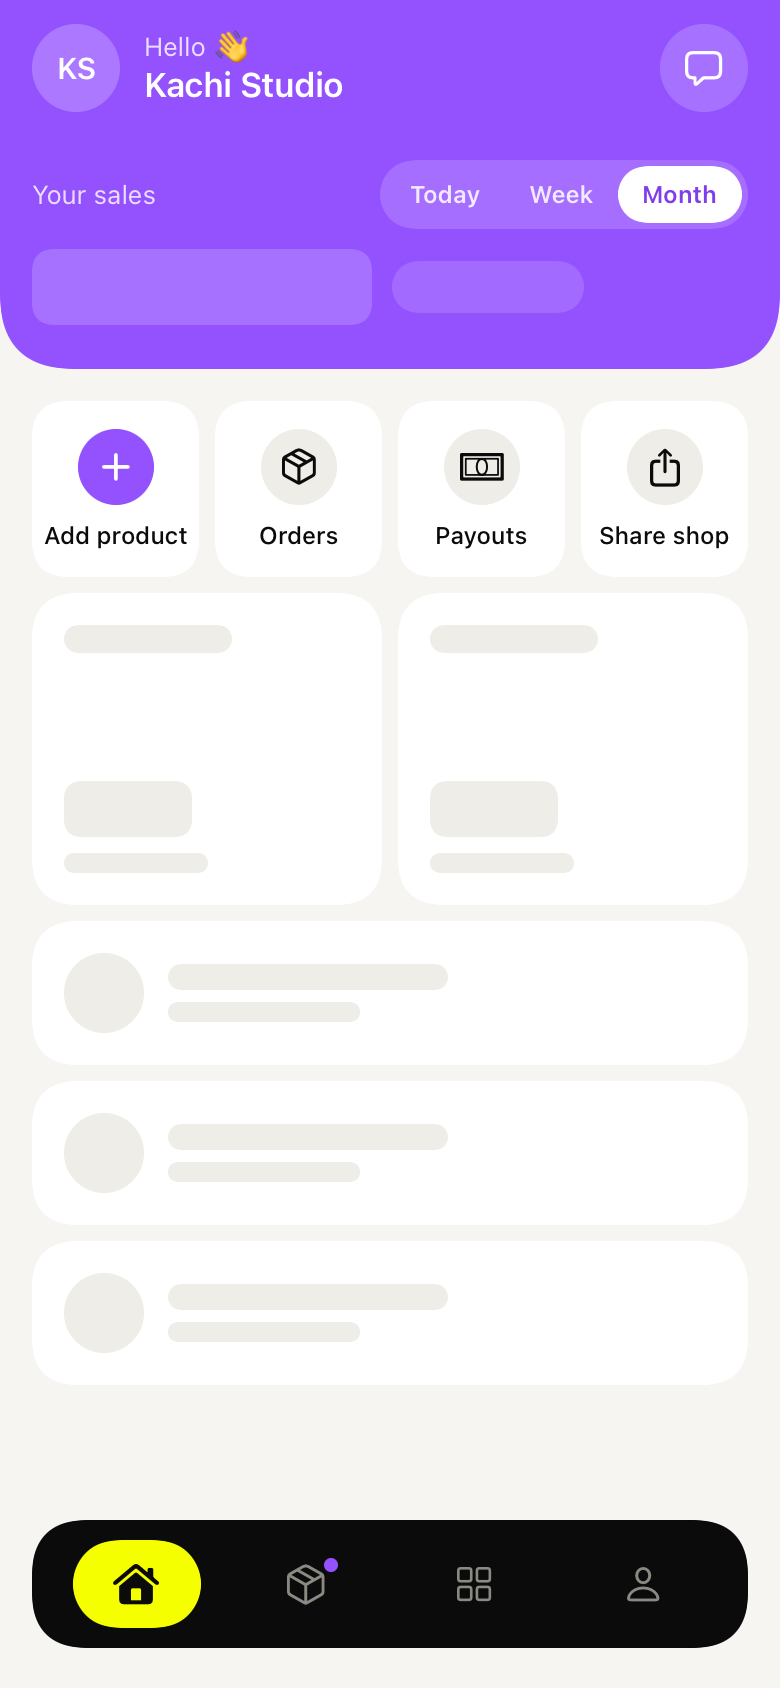 KS
Hello 👋
Kachi Studio
Your sales
Today Week Month
Add product Orders Payouts Share shop